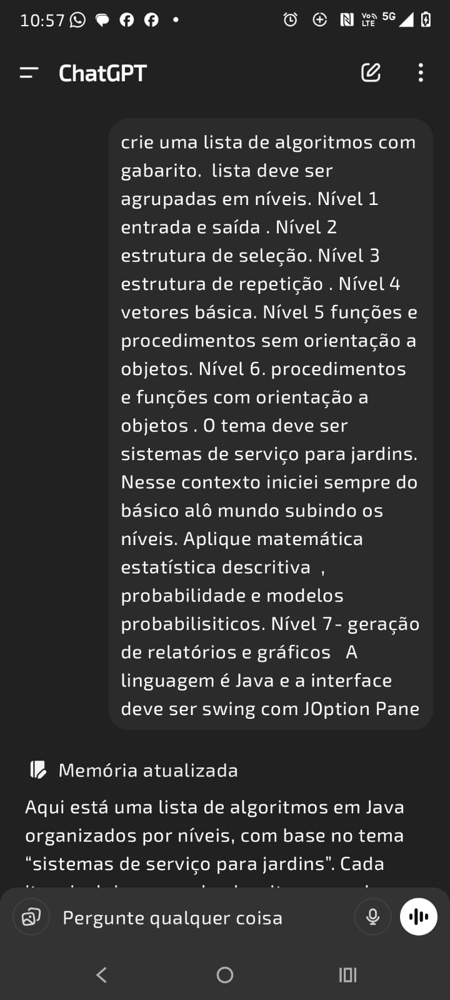 10:57
VoLTE 5G
ChatGPT
crie uma lista de algoritmos com
gabarito.  lista deve ser
agrupadas em níveis. Nível 1
entrada e saída . Nível 2
estrutura de seleção. Nível 3
estrutura de repetição . Nível 4
vetores básica. Nível 5 funções e
procedimentos sem orientação a
objetos. Nível 6. procedimentos
e funções com orientação a
objetos . O tema deve ser
sistemas de serviço para jardins.
Nesse contexto iniciei sempre do
básico alô mundo subindo os
níveis. Aplique matemática
estatística descritiva  ,
probabilidade e modelos
probabilisiticos. Nível 7- geração
de relatórios e gráficos   A
linguagem é Java e a interface
deve ser swing com JOption Pane
Memória atualizada
Aqui está uma lista de algoritmos em Java
organizados por níveis, com base no tema
“sistemas de serviço para jardins”. Cada
Pergunte qualquer coisa